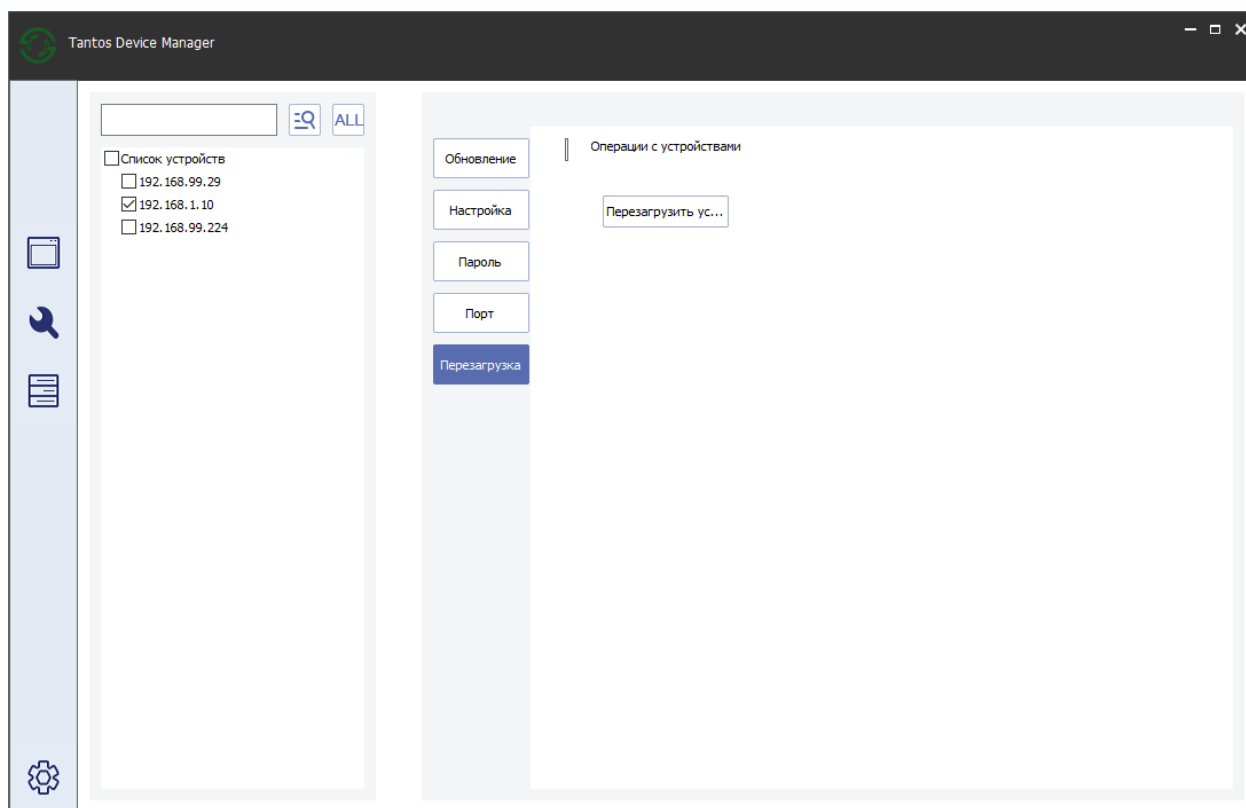 Tantos Device Manager
ALL
Список устройств
192.168.99.29
192.168.1.10
192.168.99.224
Обновление
Настройка
Пароль
Порт
Перезагрузка
Операции с устройствами
Перезагрузить ус...